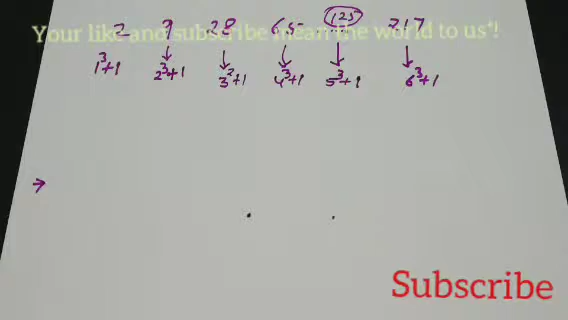 2 9 28 65 125 217
Your like and subscribe mean the world to us"!
1³+1 2³+1 3²+1 4³+1 5³+1 6³+1
→
Subscribe